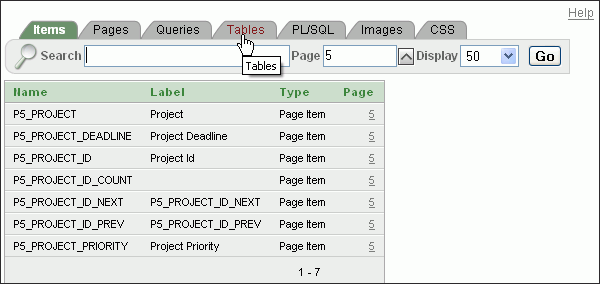 Help
Items Pages Queries Tables PL/SQL Images CSS
Search Page 5 Display 50 Go
Tables
Name Label Type Page
P5_PROJECT Project Page Item 5
P5_PROJECT_DEADLINE Project Deadline Page Item 5
P5_PROJECT_ID Project Id Page Item 5
P5_PROJECT_ID_COUNT Page Item 5
P5_PROJECT_ID_NEXT P5_PROJECT_ID_NEXT Page Item 5
P5_PROJECT_ID_PREV P5_PROJECT_ID_PREV Page Item 5
P5_PROJECT_PRIORITY Project Priority Page Item 5
1 - 7